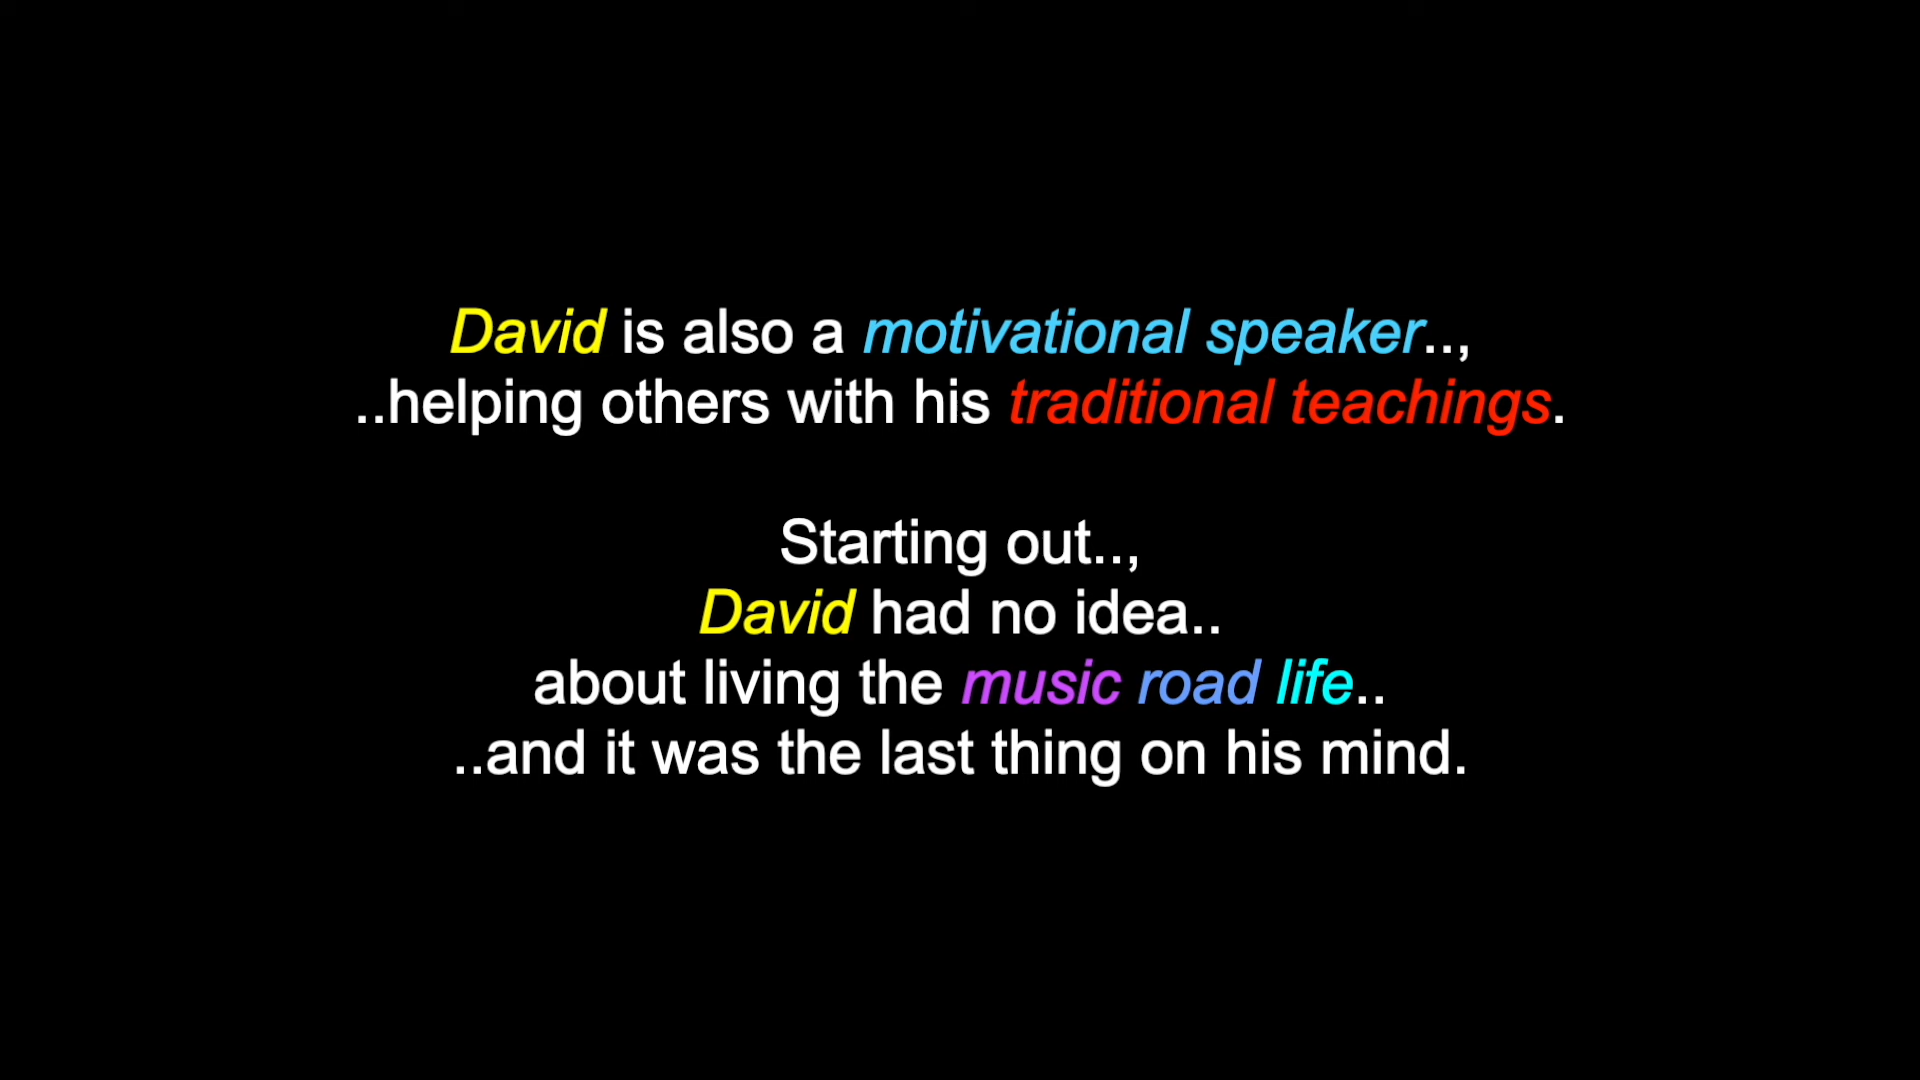 David is also a motivational speaker..,
..helping others with his traditional teachings.
Starting out..,
David had no idea..
about living the music road life..
..and it was the last thing on his mind.